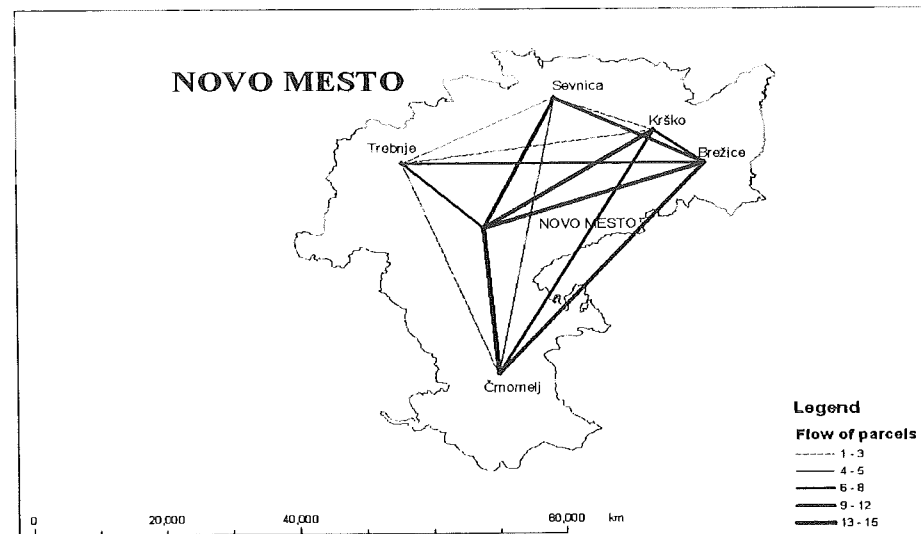 NOVO MESTO
Sevnica
Krško
Trebnje
Brežice
NOVO MESTO
Črnomelj
Legend
Flow of parcels
1 - 3
4 - 5
6 - 8
9 - 12
13 - 15
0 20,000 40,000 60,000 km